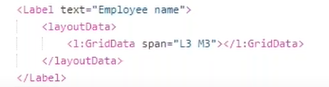 <Label text="Employee name">
<layoutData>
<l:GridData span="L3 M3"></l:GridData>
</layoutData>
</Label>